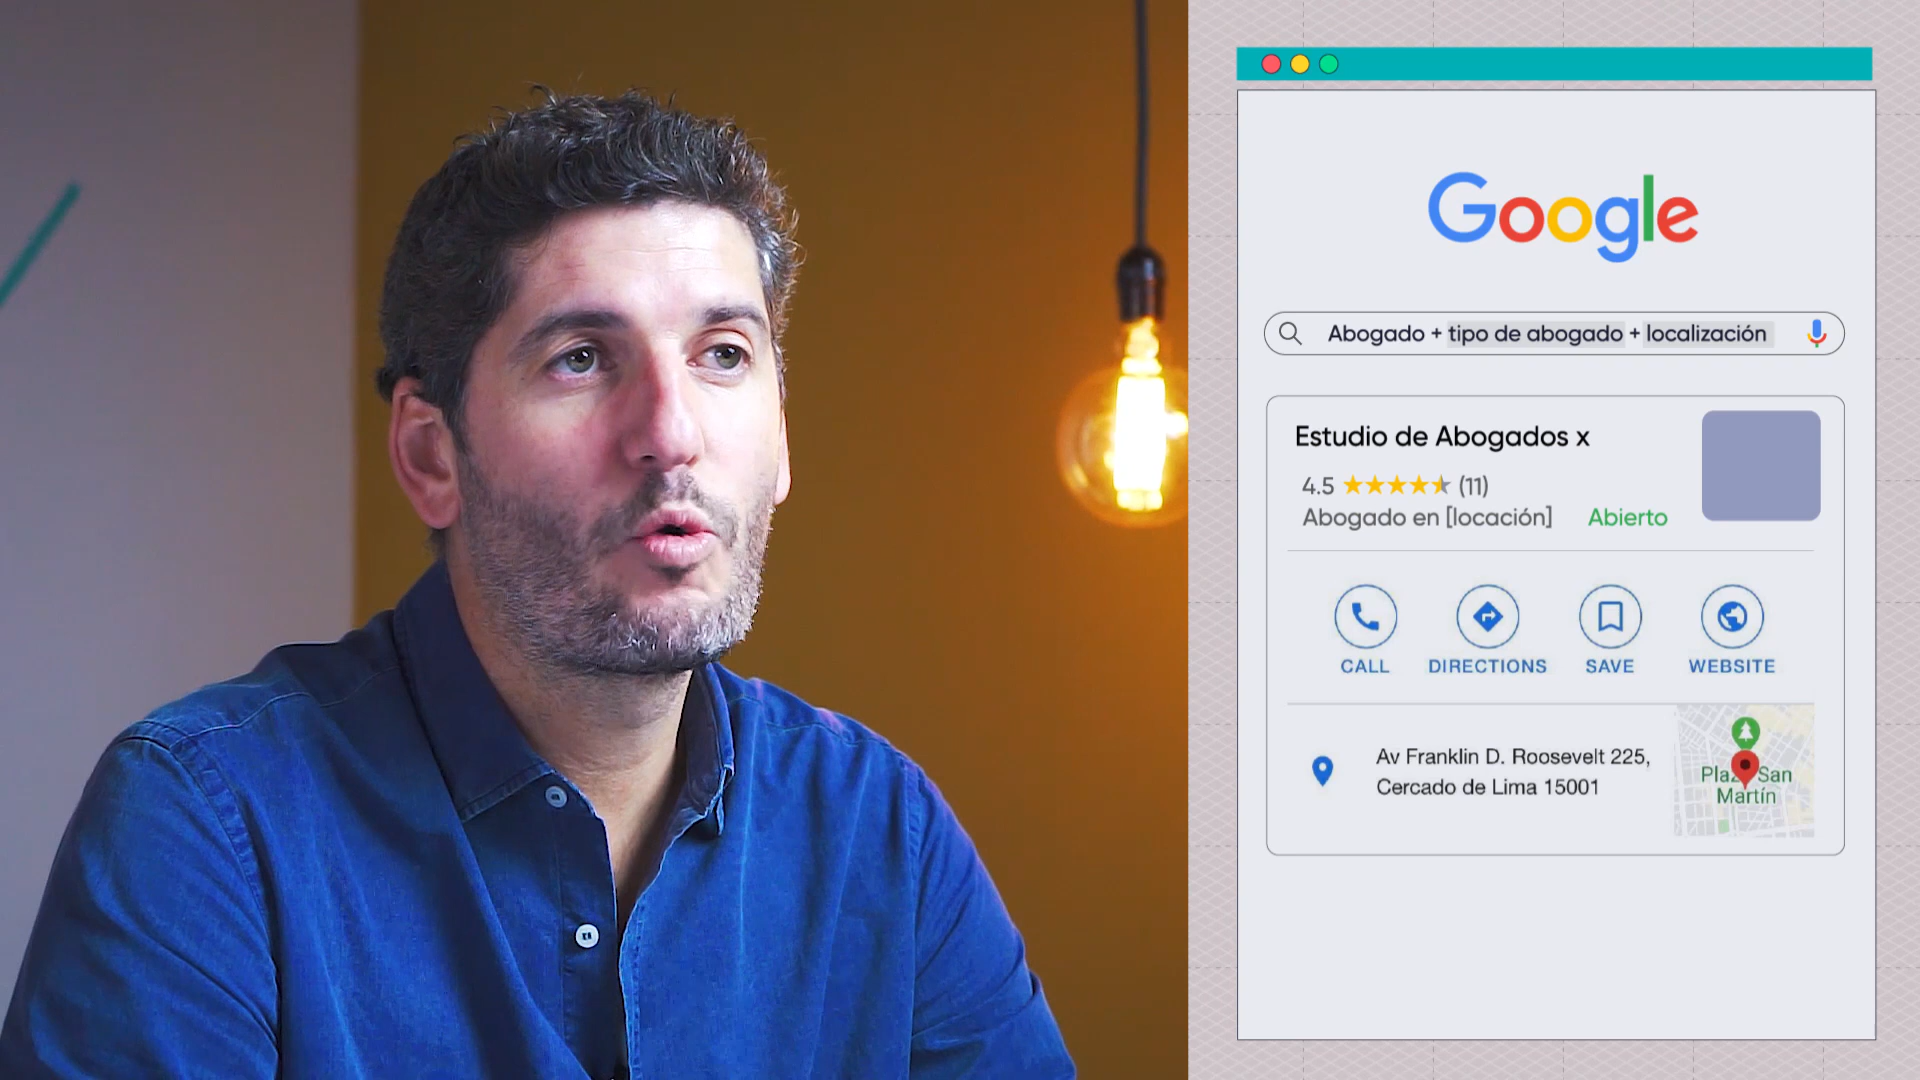 Google
Abogado + tipo de abogado + localización
Estudio de Abogados x
4.5 (11)
Abogado en [locación] Abierto
CALL DIRECTIONS SAVE WEBSITE
Av Franklin D. Roosevelt 225,
Cercado de Lima 15001
San
Martín